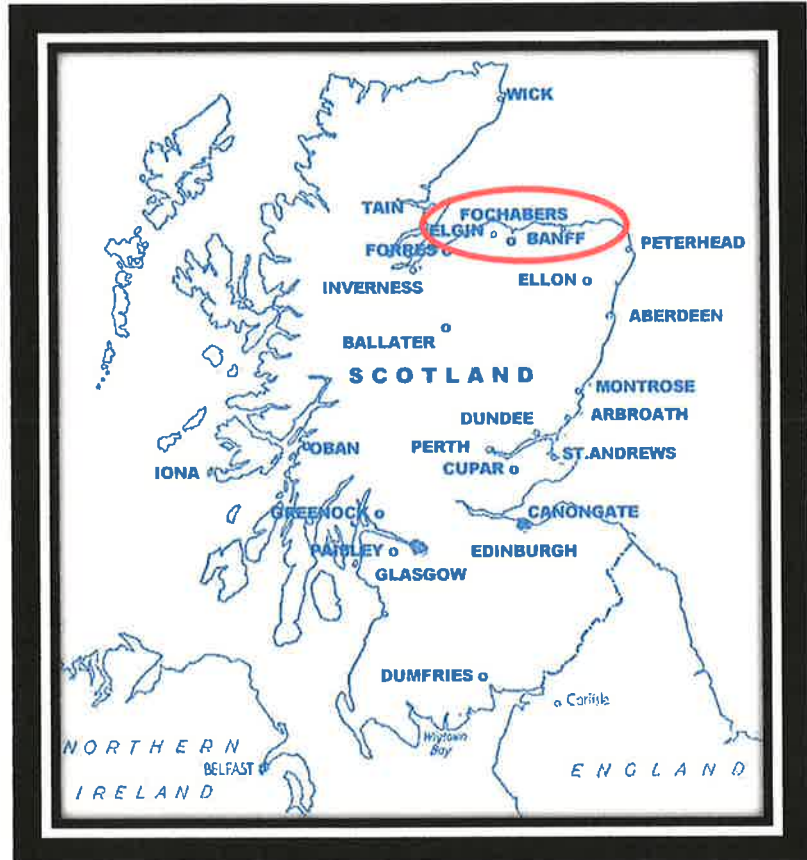 WICK
TAIN
FOCHABERS
ELGIN
BANFF
FORRES
PETERHEAD
INVERNESS
ELLON
ABERDEEN
BALLATER
SCOTLAND
MONTROSE
DUNDEE
ARBROATH
OBAN
PERTH
ST.ANDREWS
IONA
CUPAR
GREENOCK
CANONGATE
PAISLEY
EDINBURGH
GLASGOW
DUMFRIES
Carlisle
Wigtown
Bay
NORTHERN
IRELAND
BELFAST
ENGLAND